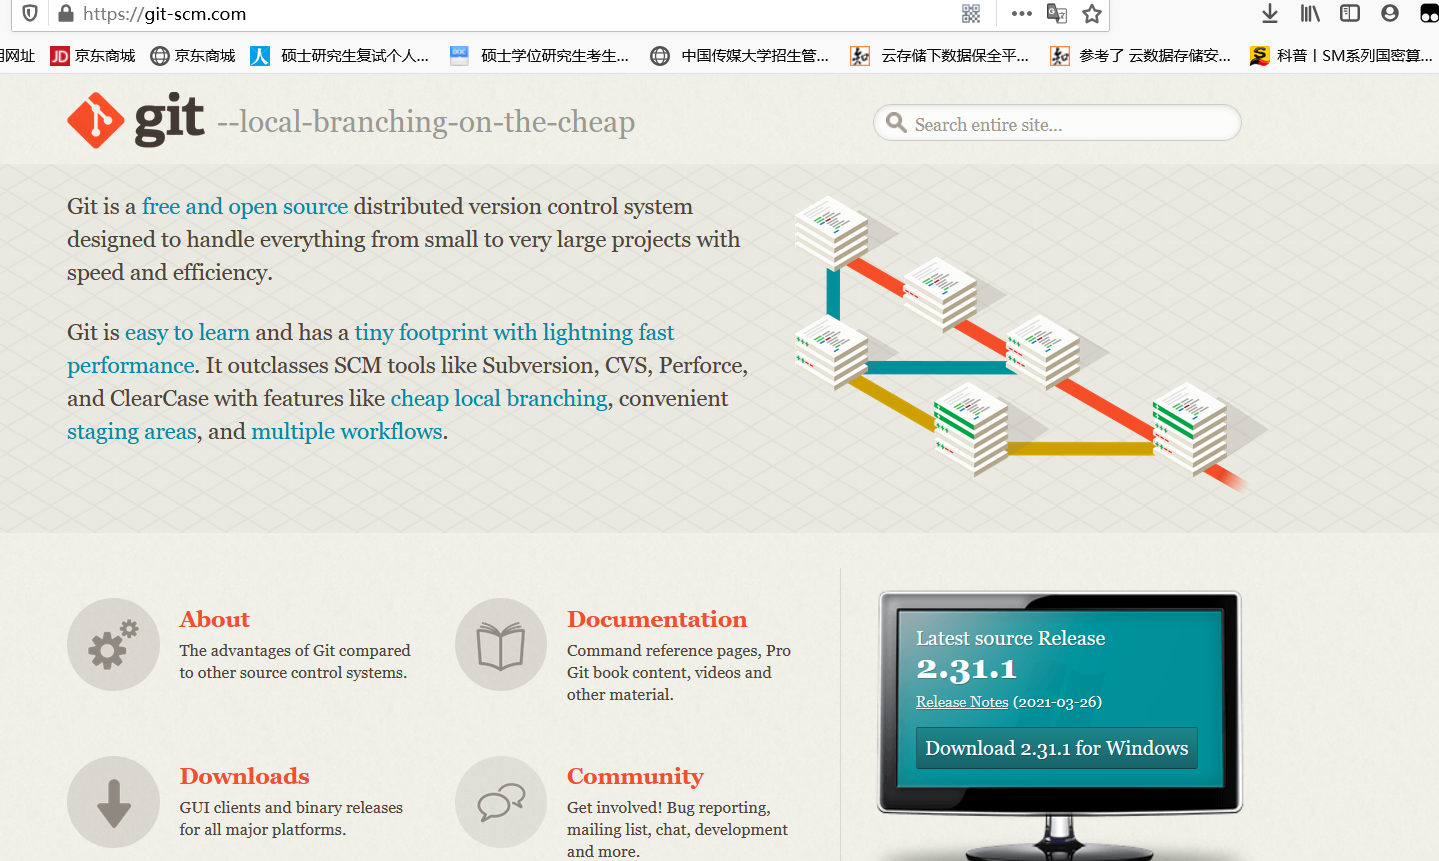 https://git-scm.com
用网址
京东商城
京东商城
硕士研究生复试个人...
硕士学位研究生考生...
中国传媒大学招生管...
云存储下数据保全平...
参考了 云数据存储安...
科普丨SM系列国密算...
git --local-branching-on-the-cheap
Search entire site...
Git is a free and open source distributed version control system
designed to handle everything from small to very large projects with
speed and efficiency.
Git is easy to learn and has a tiny footprint with lightning fast
performance. It outclasses SCM tools like Subversion, CVS, Perforce,
and ClearCase with features like cheap local branching, convenient
staging areas, and multiple workflows.
About
The advantages of Git compared
to other source control systems.
Documentation
Command reference pages, Pro
Git book content, videos and
other material.
Downloads
GUI clients and binary releases
for all major platforms.
Community
Get involved! Bug reporting,
mailing list, chat, development
and more.
Latest source Release
2.31.1
Release Notes (2021-03-26)
Download 2.31.1 for Windows